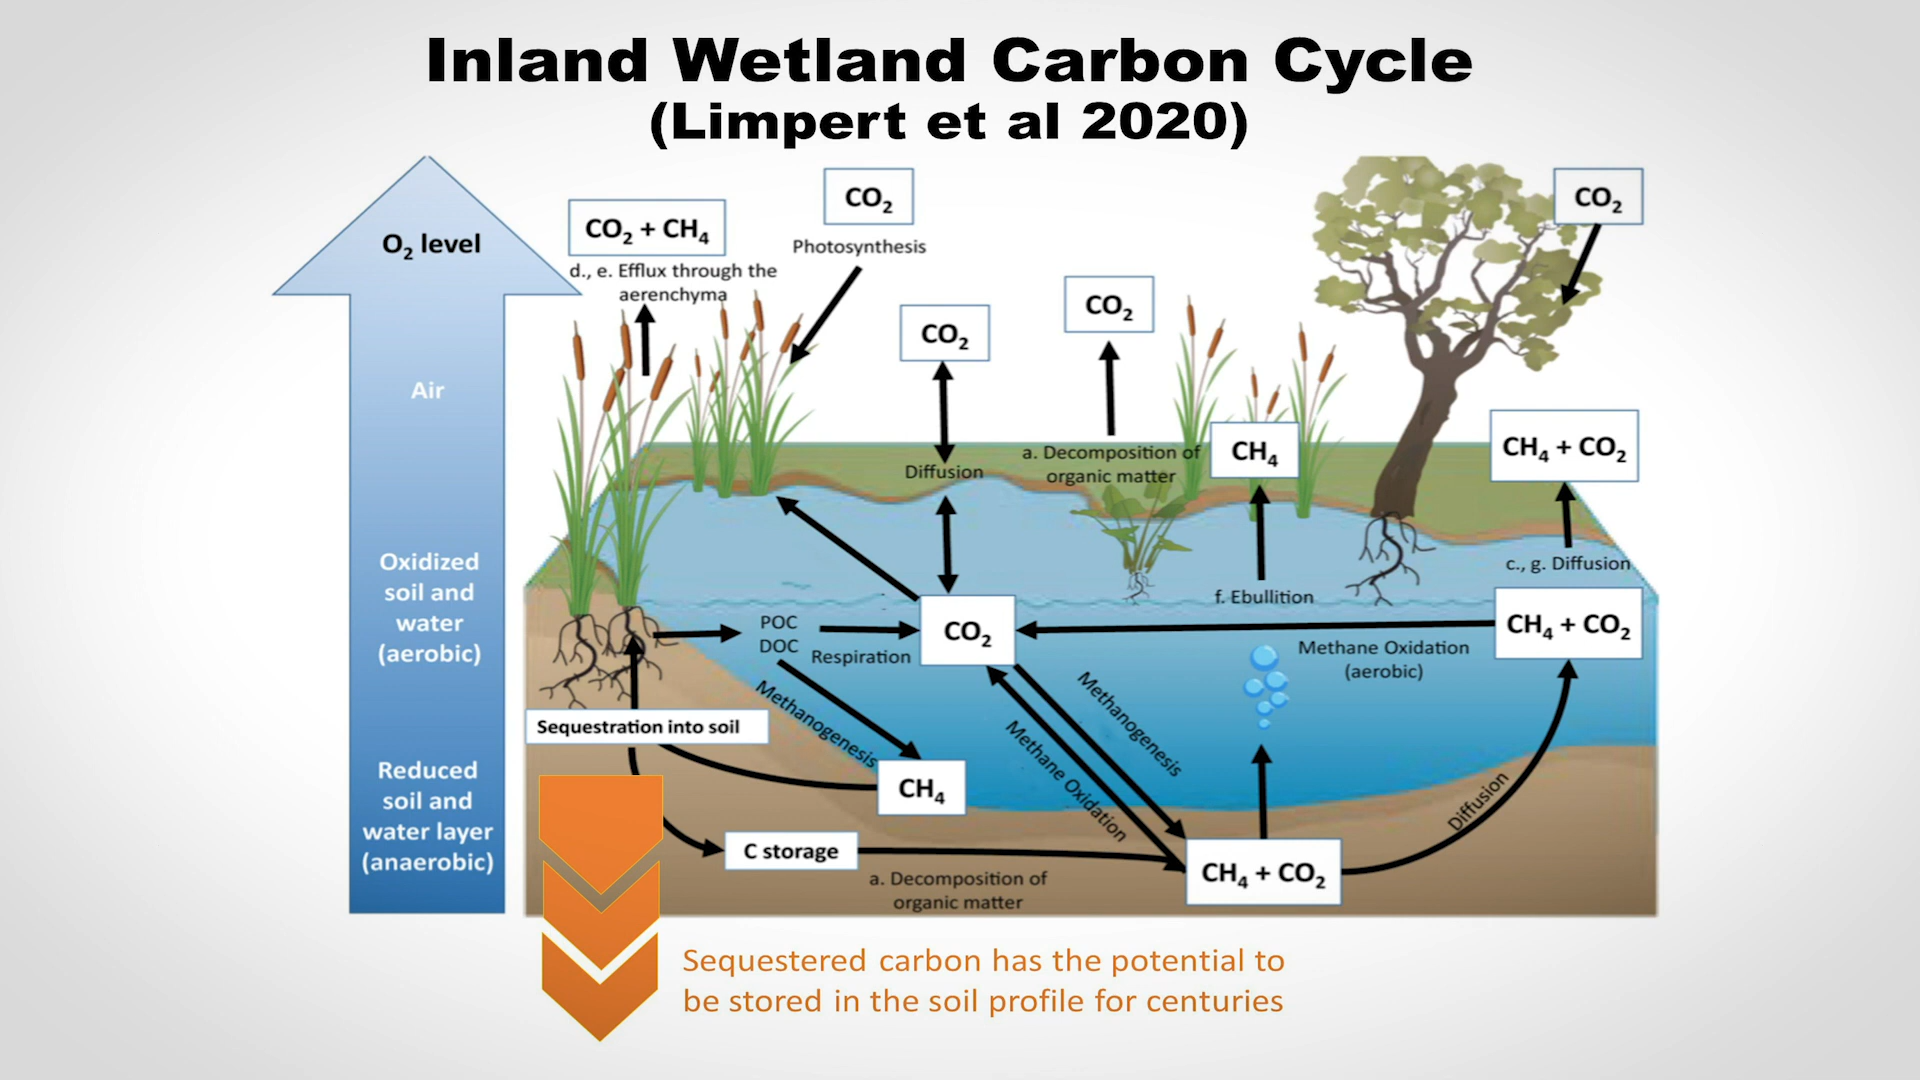 Inland Wetland Carbon Cycle
(Limpert et al 2020)
O₂ level
Air
Oxidized
soil and
water
(aerobic)
Reduced
soil and
water layer
(anaerobic)
CO₂ + CH₄
d., e. Efflux through the
aerenchyma
CO₂
Photosynthesis
CO₂
Diffusion
CO₂
a. Decomposition of
organic matter
CH₄
f. Ebullition
CO₂
CH₄ + CO₂
c., g. Diffusion
CH₄ + CO₂
Methane Oxidation
(aerobic)
POC
DOC
Respiration
CO₂
Methanogenesis
Methanogenesis
Methane Oxidation
Sequestration into soil
CH₄
C storage
a. Decomposition of
organic matter
CH₄ + CO₂
Diffusion
Sequestered carbon has the potential to
be stored in the soil profile for centuries